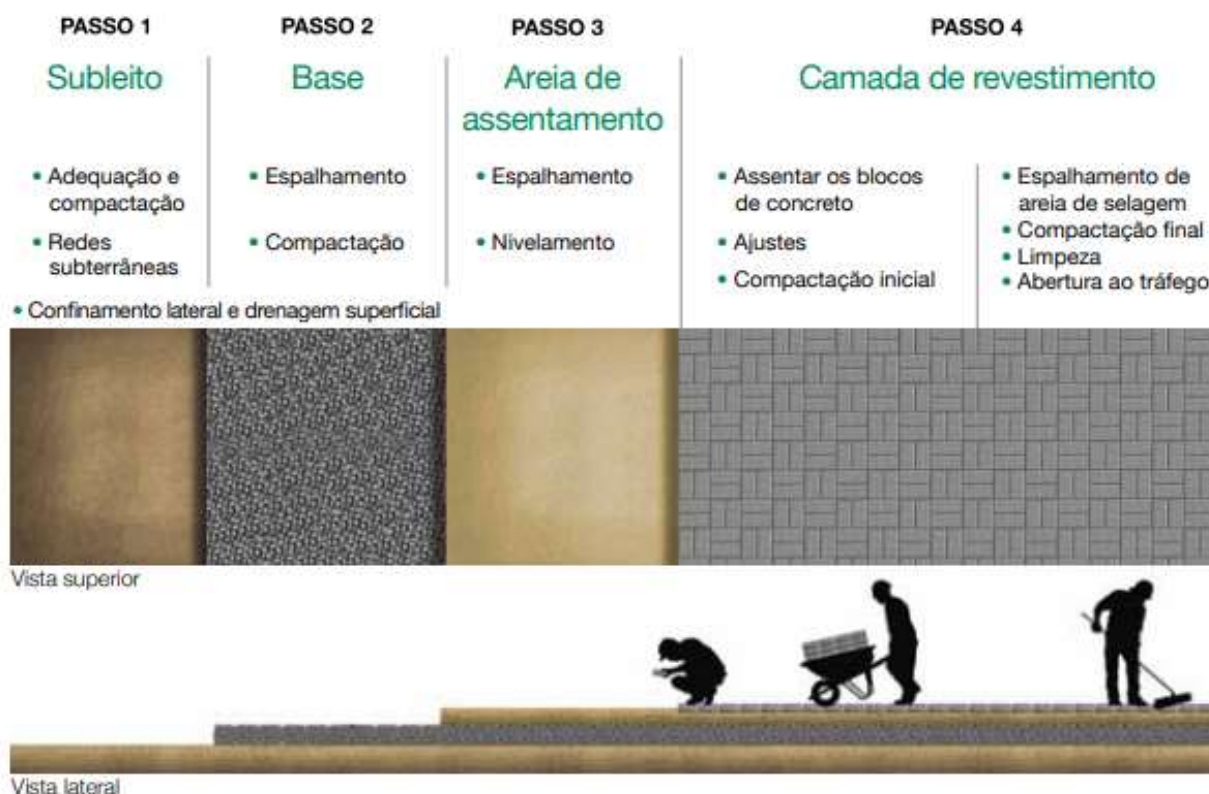 PASSO 1
Subleito
• Adequação e
compactação
• Redes
subterrâneas
PASSO 2
Base
• Espalhamento
• Compactação
• Confinamento lateral e drenagem superficial
PASSO 3
Areia de
assentamento
• Espalhamento
• Nivelamento
PASSO 4
Camada de revestimento
• Assentar os blocos
de concreto
• Ajustes
• Compactação inicial
• Espalhamento de
areia de selagem
• Compactação final
• Limpeza
• Abertura ao tráfego
Vista superior
Vista lateral